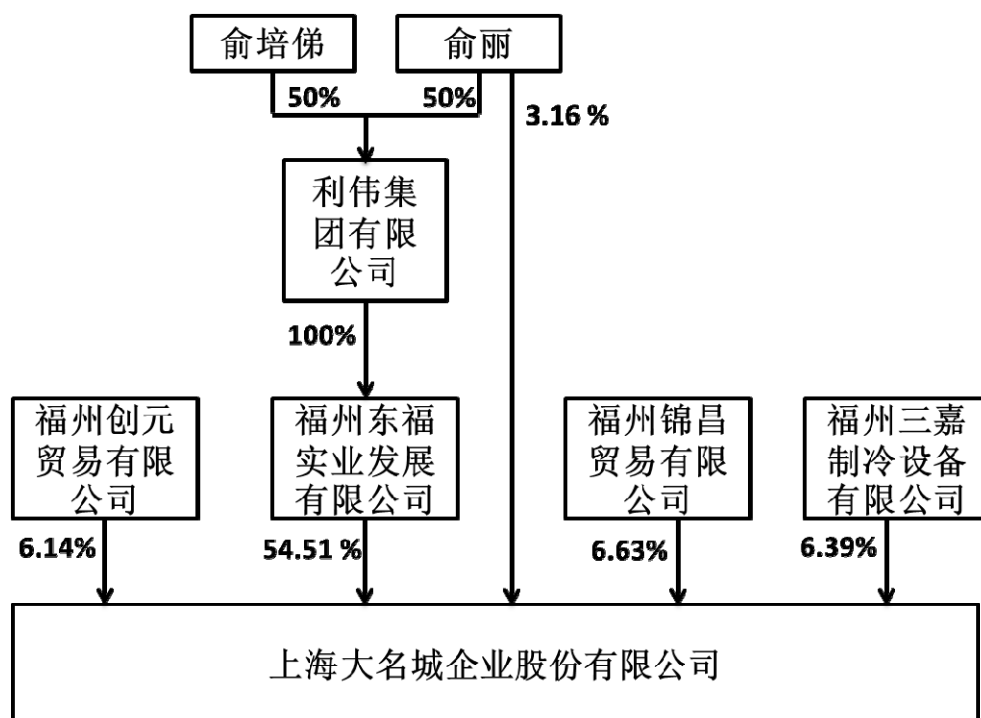 俞培俤
俞丽
50%
50%
3.16 %
利伟集
团有限
公司
100%
福州创元
贸易有限
公司
福州东福
实业发展
有限公司
福州锦昌
贸易有限
公司
福州三嘉
制冷设备
有限公司
6.14%
54.51 %
6.63%
6.39%
上海大名城企业股份有限公司